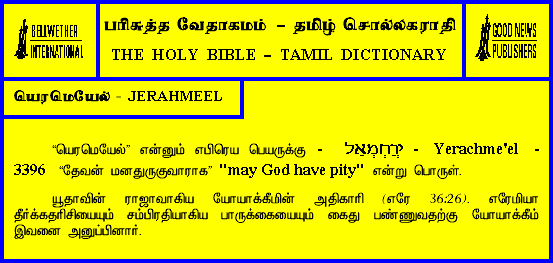 BELLWETHER
INTERNATIONAL
பரிசுத்த வேதாகமம் – தமிழ் சொல்லகராதி
THE HOLY BIBLE – TAMIL DICTIONARY
GOOD NEWS
PUBLISHERS
யெரமெயேல் - JERAHMEEL
“யெரமெயேல்” என்னும் எபிரெய பெயருக்கு - יְרַחְמְאֵל - Yerachme'el -
3396 “தேவன் மனதுருகுவாராக” "may God have pity" என்று பொருள்.
யூதாவின் ராஜாவாகிய யோயாக்கீமின் அதிகாரி (எரே 36:26). எரேமியா
தீர்க்கதரிசியையும் சம்பிரதியாகிய பாருக்கையையும் கைது பண்ணுவதற்கு யோயாக்கீம்
இவனை அனுப்பினார்.